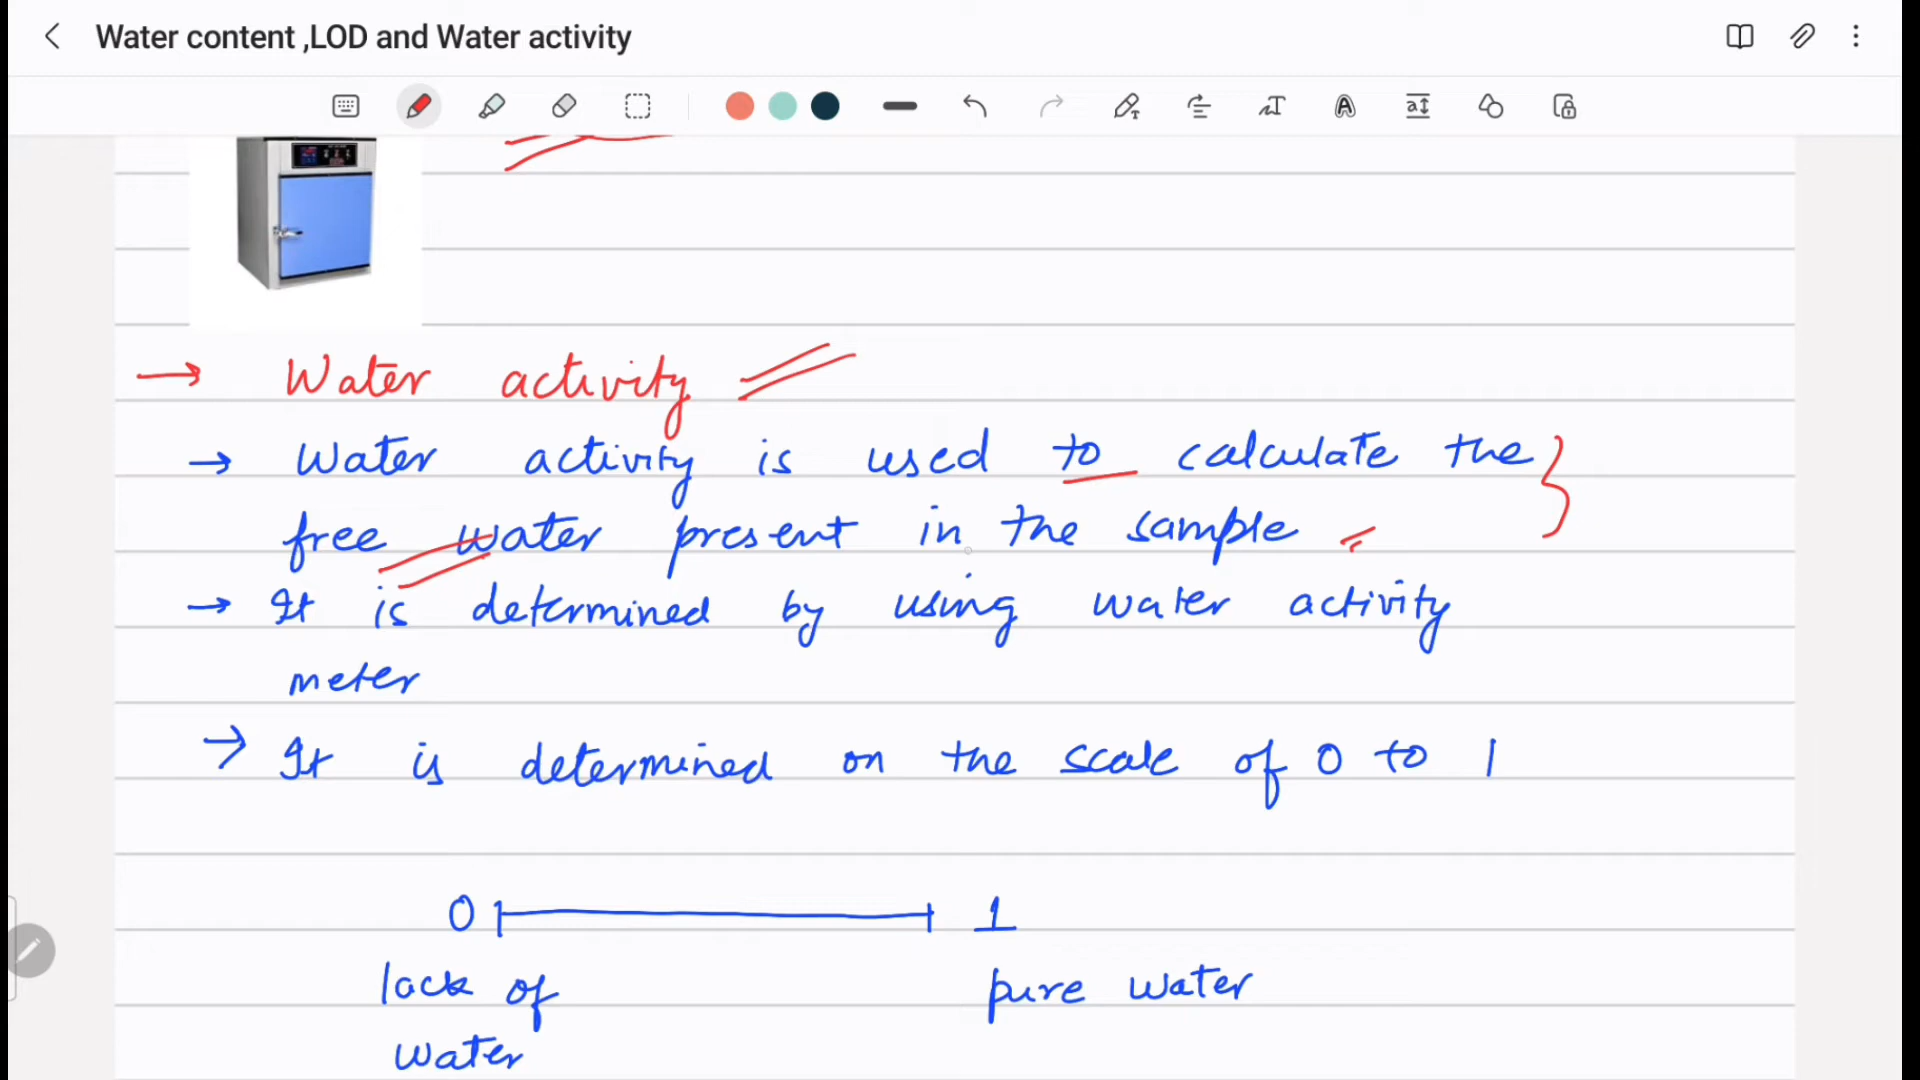 Water content ,LOD and Water activity
→ Water activity
→ Water activity is used to calculate the
free water present in the sample
→ It is determined by using water activity
meter
→ It is determined on the scale of 0 to 1
0 1
lack of pure water
water